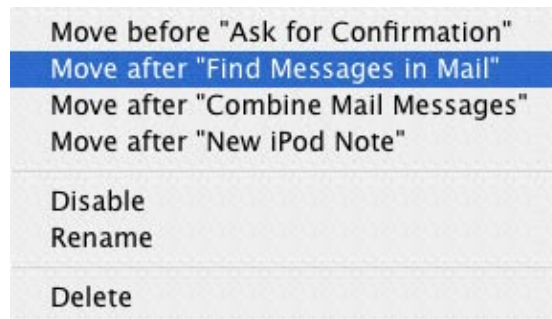 Move before "Ask for Confirmation"
Move after "Find Messages in Mail"
Move after "Combine Mail Messages"
Move after "New iPod Note"
Disable
Rename
Delete